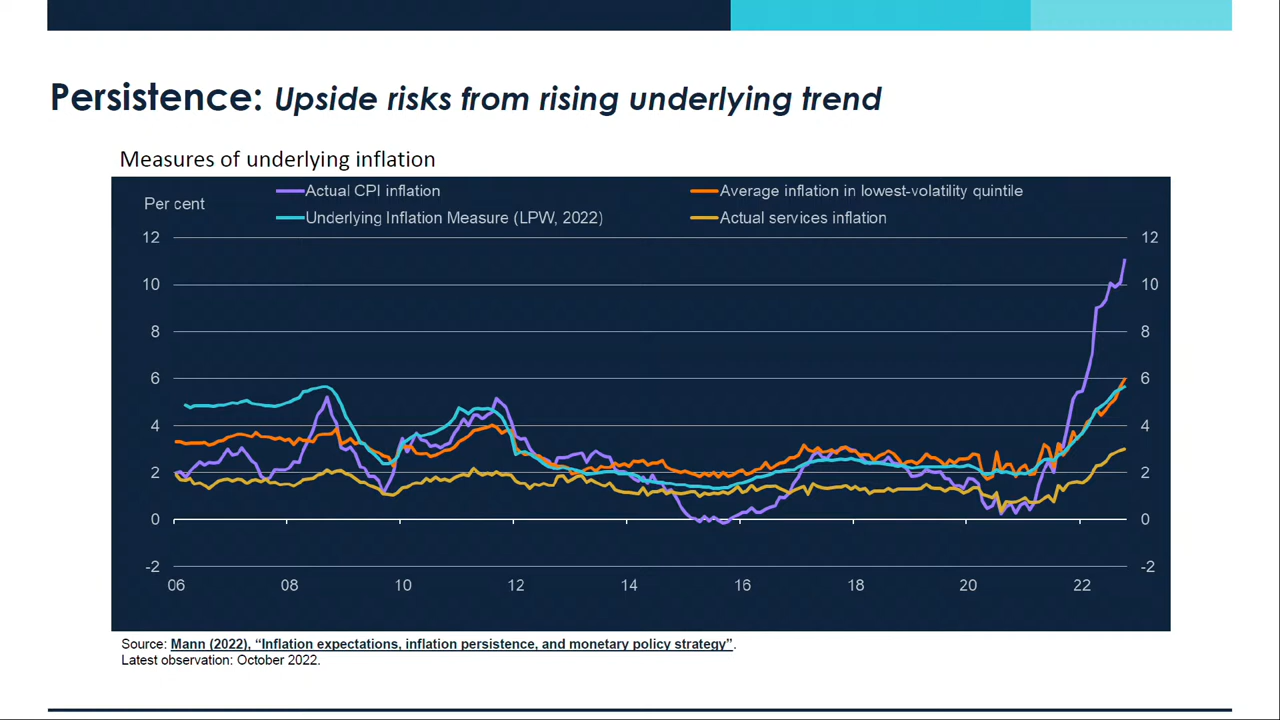 Persistence: Upside risks from rising underlying trend
Measures of underlying inflation
Per cent
Actual CPI inflation
Average inflation in lowest-volatility quintile
Underlying Inflation Measure (LPW, 2022)
Actual services inflation
12 12
10 10
8 8
6 6
4 4
2 2
0 0
-2 -2
06 08 10 12 14 16 18 20 22
Source: Mann (2022), “Inflation expectations, inflation persistence, and monetary policy strategy”.
Latest observation: October 2022.